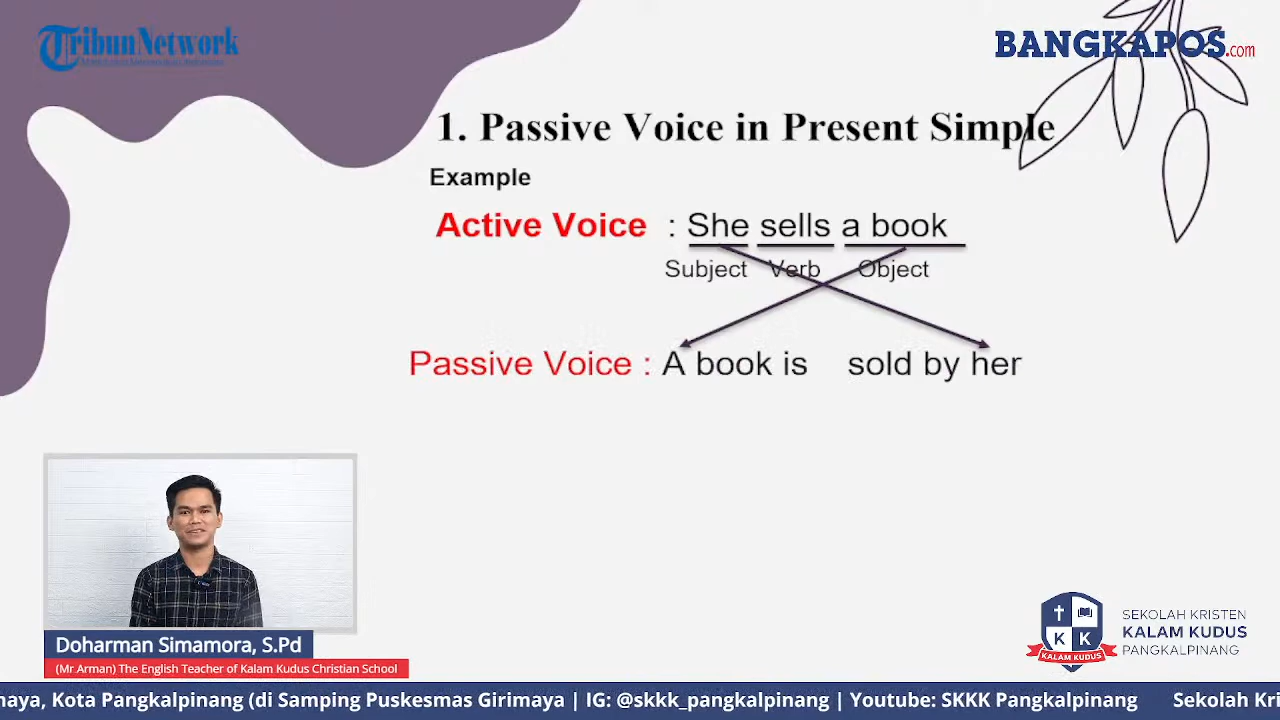 TribunNetwork
BANGKAPOS.com
1. Passive Voice in Present Simple
Example
Active Voice : She sells a book
Subject Verb Object
Passive Voice : A book is sold by her
Doharman Simamora, S.Pd
(Mr Arman) The English Teacher of Kalam Kudus Christian School
K K
KALAM KUDUS
SEKOLAH KRISTEN
KALAM KUDUS
PANGKALPINANG
maya, Kota Pangkalpinang (di Samping Puskesmas Girimaya | IG: @skkk_pangkalpinang | Youtube: SKKK Pangkalpinang Sekolah Kri